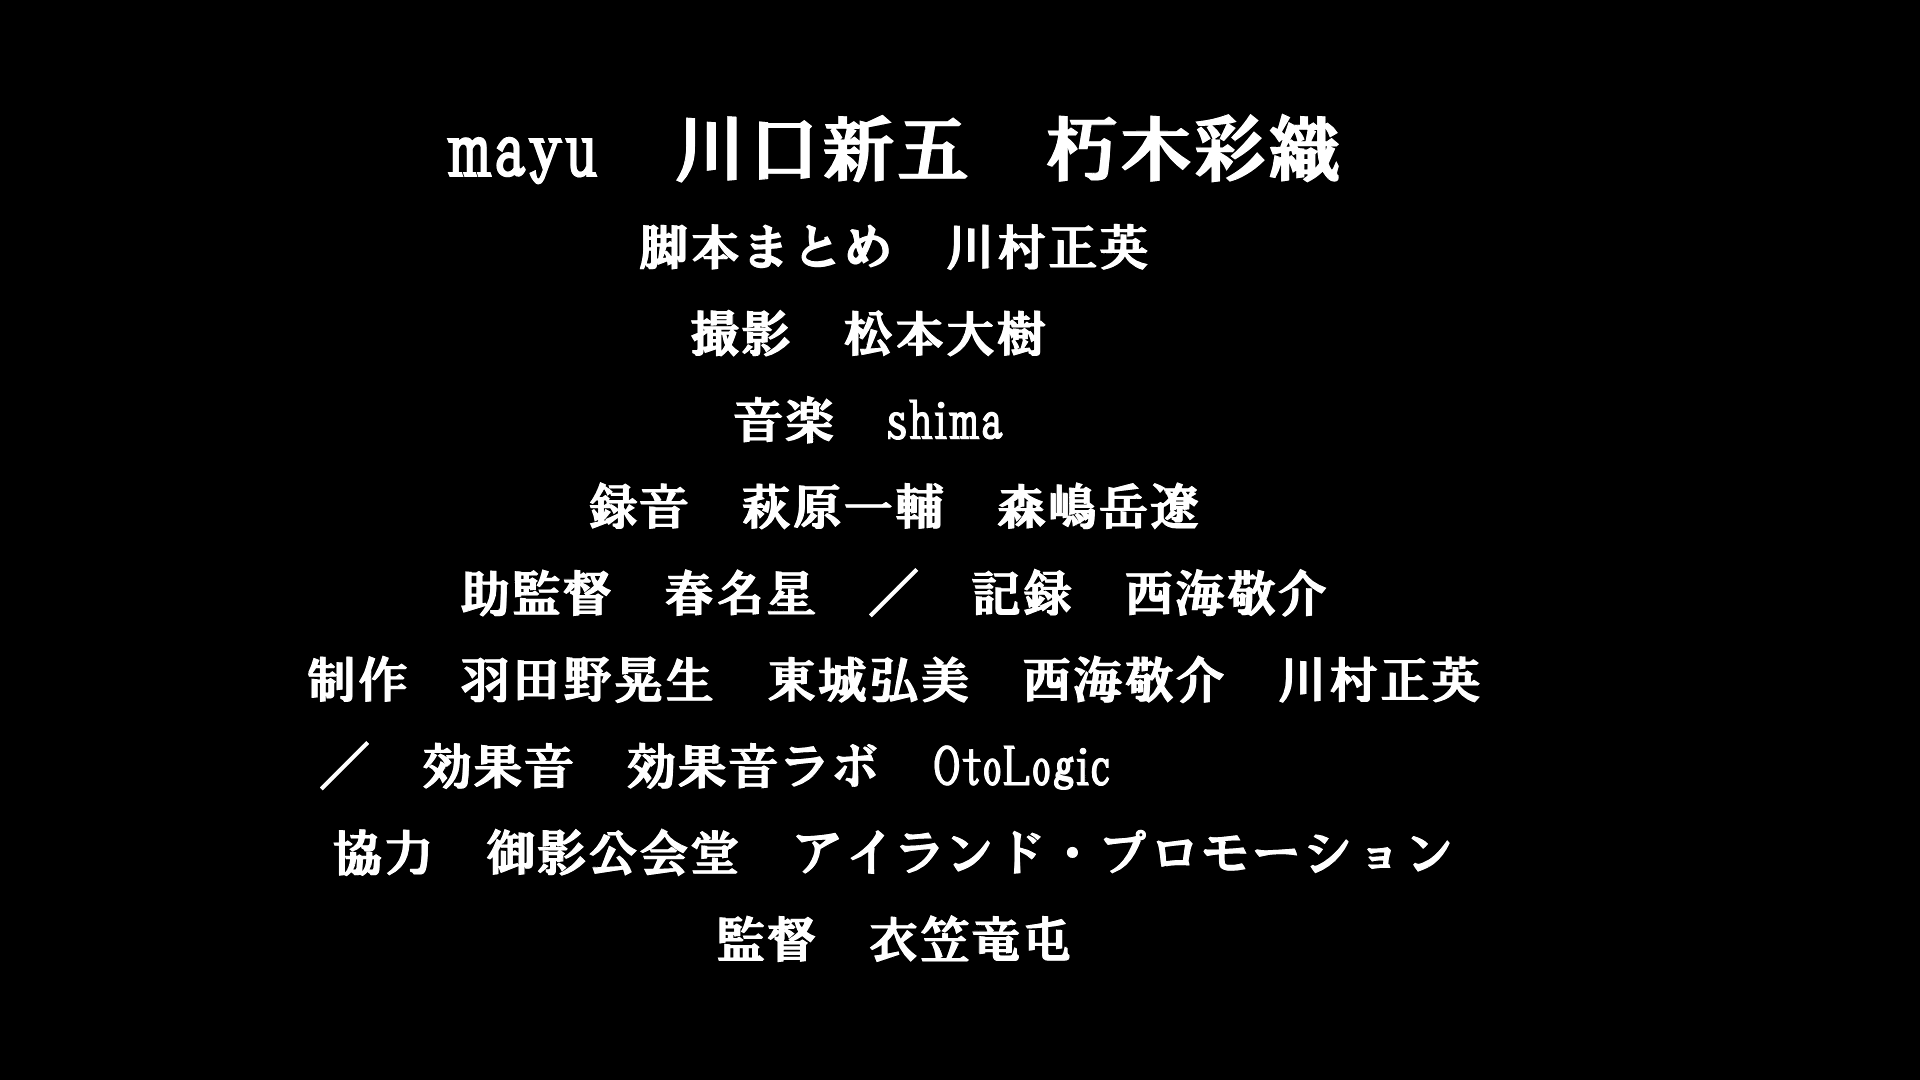 mayu　川口新五　朽木彩織
脚本まとめ　川村正英
撮影　松本大樹
音楽　shima
録音　萩原一輔　森嶋岳遼
助監督　春名星　／　記録　西海敬介
制作　羽田野晃生　東城弘美　西海敬介　川村正英
／　効果音　効果音ラボ　OtoLogic
協力　御影公会堂　アイランド・プロモーション
監督　衣笠竜屯